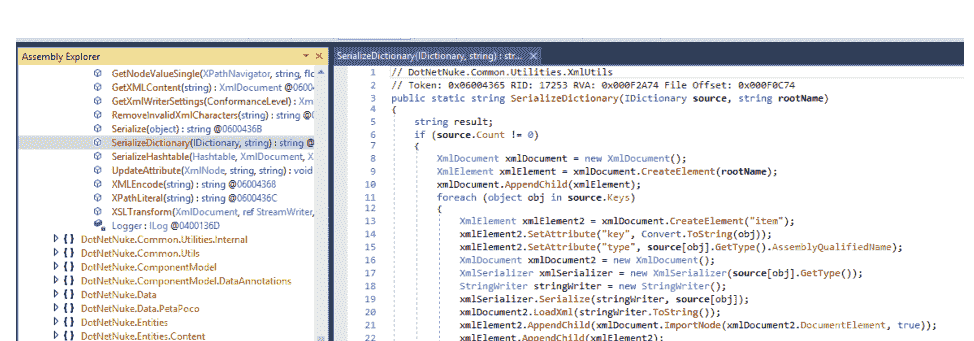 Assembly Explorer
GetNodeValueSingle(XPathNavigator, string, flo
GetXMLContent(string) : XmlDocument @0600
GetXmlWriterSettings(ConformanceLevel) : Xm
RemoveInvalidXmlCharacters(string) : string @
Serialize(object) : string @0600436B
SerializeDictionary(IDictionary, string) : string @
SerializeHashtable(Hashtable, XmlDocument, X
UpdateAttribute(XmlNode, string, string) : void
XMLEncode(string) : string @06004368
XPathLiteral(string) : string @0600436C
XSLTransform(XmlDocument, ref StreamWriter,
Logger : ILog @0400136D
{} DotNetNuke.Common.Utilities.Internal
{} DotNetNuke.Common.Utils
{} DotNetNuke.ComponentModel
{} DotNetNuke.ComponentModel.DataAnnotations
{} DotNetNuke.Data
{} DotNetNuke.Data.PetaPoco
{} DotNetNuke.Entities
{} DotNetNuke.Entities.Content
SerializeDictionary(IDictionary, string) : str... ×
1 // DotNetNuke.Common.Utilities.XmlUtils
2 // Token: 0x06004365 RID: 17253 RVA: 0x000F2A74 File Offset: 0x000F0C74
3 public static string SerializeDictionary(IDictionary source, string rootName)
4 {
5 string result;
6 if (source.Count != 0)
7 {
8 XmlDocument xmlDocument = new XmlDocument();
9 XmlElement xmlElement = xmlDocument.CreateElement(rootName);
10 xmlDocument.AppendChild(xmlElement);
11 foreach (object obj in source.Keys)
12 {
13 XmlElement xmlElement2 = xmlDocument.CreateElement("item");
14 xmlElement2.SetAttribute("key", Convert.ToString(obj));
15 xmlElement2.SetAttribute("type", source[obj].GetType().AssemblyQualifiedName);
16 XmlDocument xmlDocument2 = new XmlDocument();
17 XmlSerializer xmlSerializer = new XmlSerializer(source[obj].GetType());
18 StringWriter stringWriter = new StringWriter();
19 xmlSerializer.Serialize(stringWriter, source[obj]);
20 xmlDocument2.LoadXml(stringWriter.ToString());
21 xmlElement2.AppendChild(xmlDocument.ImportNode(xmlDocument2.DocumentElement, true));
22 xmlElement.AppendChild(xmlElement2);